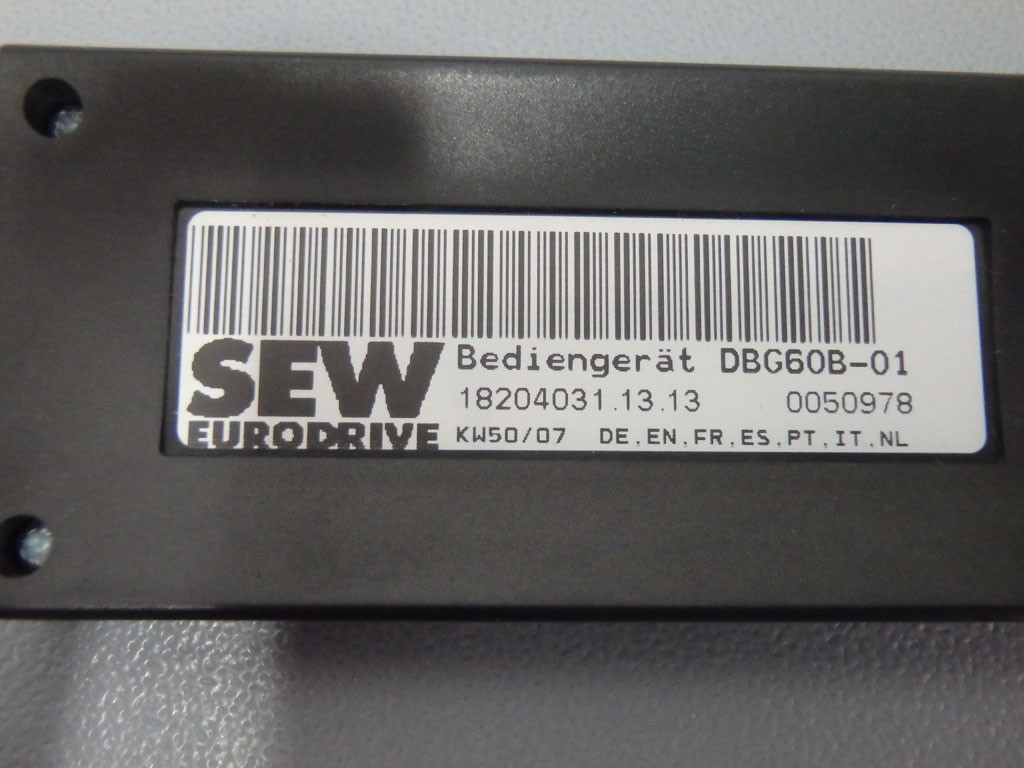 SEW
EURODRIVE
Bediengerät DBG60B-01
18204031.13.13 0050978
KW50/07 DE,EN,FR,ES,PT,IT,NL